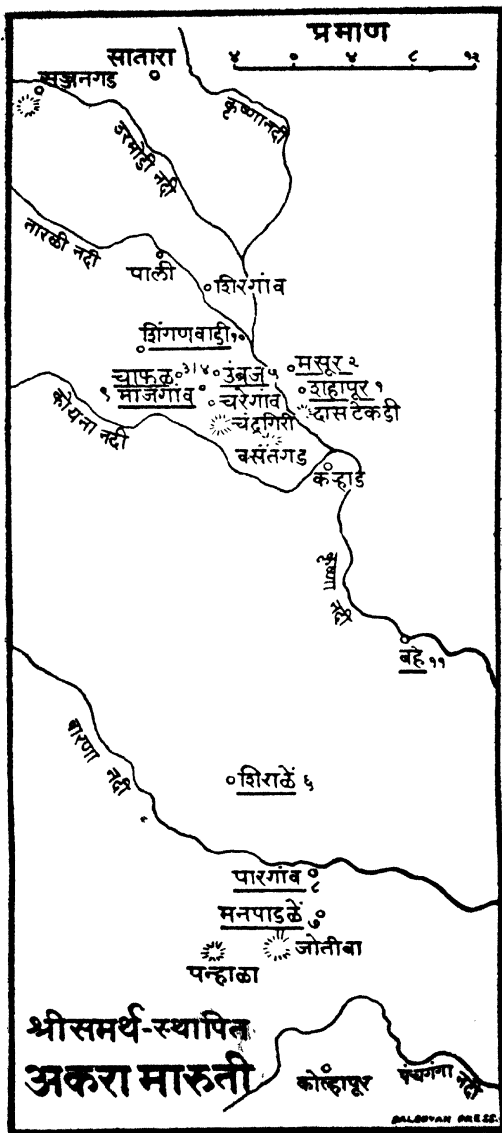 प्रमाण
४ ० ४ ८ १२
सातारा
सज्जनगड
कृष्णानदी
उरमोडी नदी
तारळी नदी
पाली
शिरगांव
शिंगणवाडी १०
मसूर २
चाफळ ३।४
उंब्रज ५
शहापूर १
९ माजगांव
चरेगांव
दासटेकडी
कोयना नदी
चंद्रगिरी
वसंतगड
कऱ्हाड
कृष्णा नदी
बहे ११
वारणा नदी
शिराळें ६
पारगांव ८
मनपाडळें ७
जोतीबा
पन्हाळा
श्रीसमर्थ-स्थापित
अकरा मारुती
कोल्हापूर
पंचगंगा नदी
BALBOVAN PRESS.